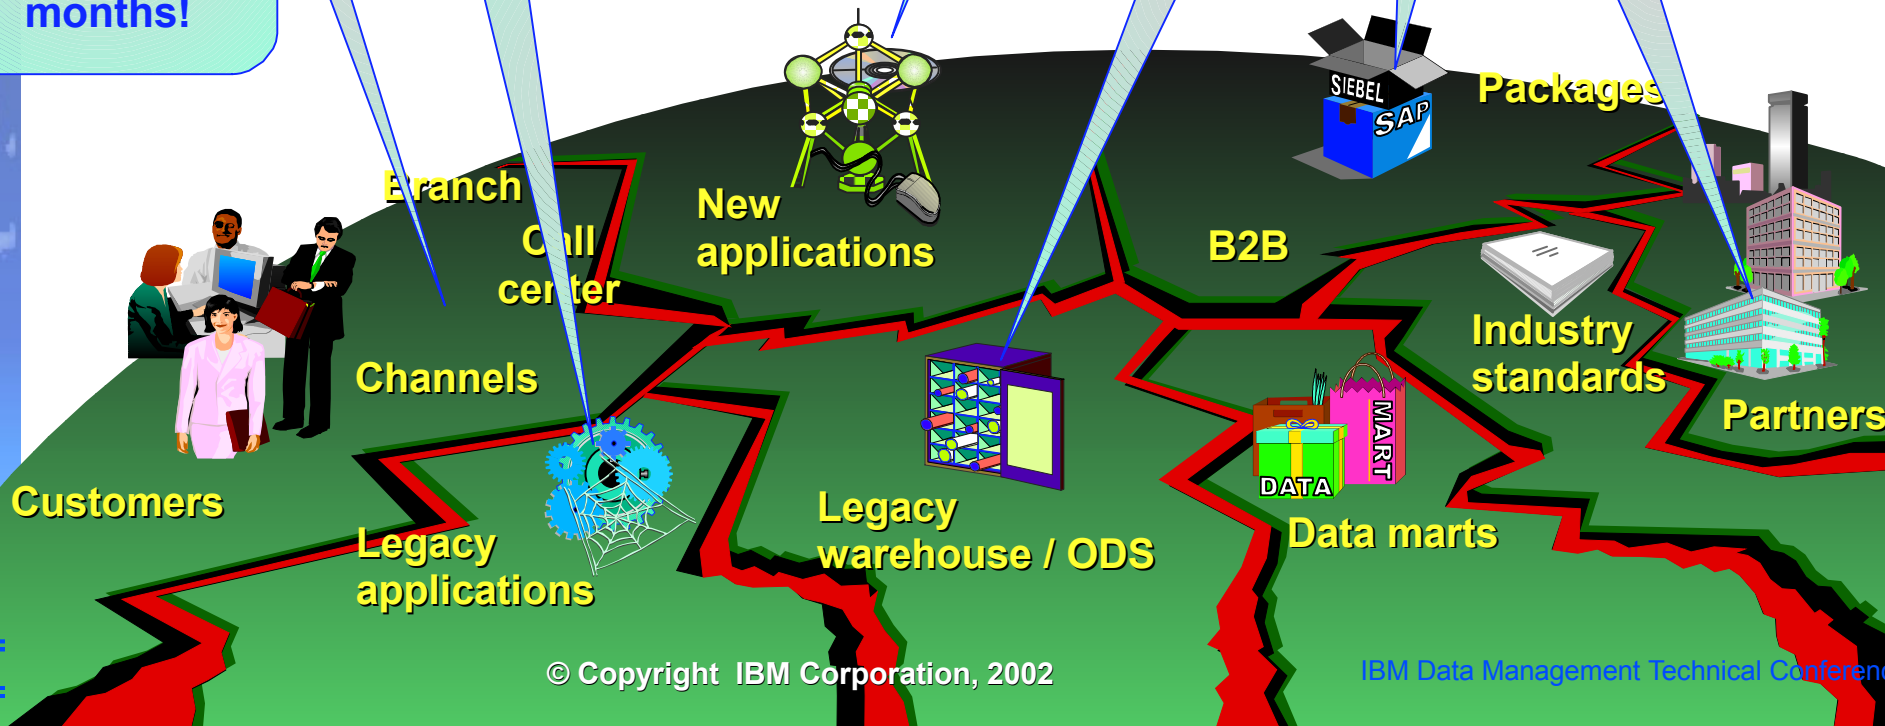 months!
SIEBEL
SAP
Packages
Branch
Call
center
New
applications
B2B
Industry
standards
Channels
MART
DATA
Partners
Customers
Legacy
applications
Legacy
warehouse / ODS
Data marts
© Copyright IBM Corporation, 2002
IBM Data Management Technical